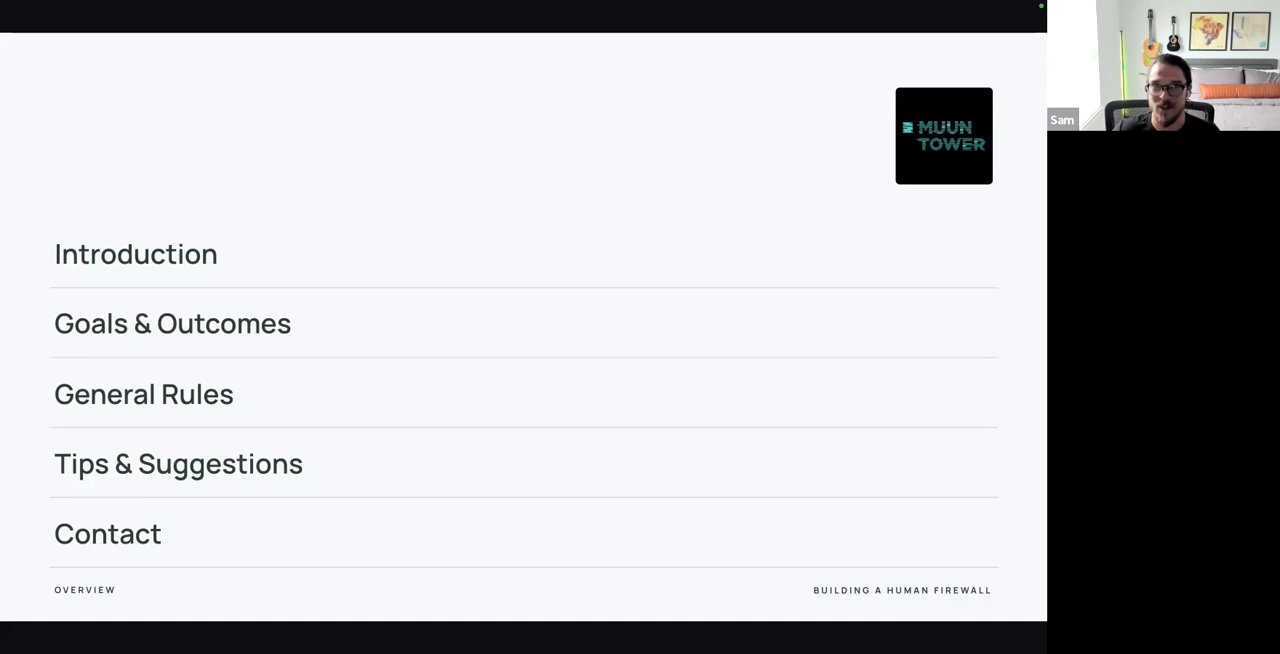 MUUN
TOWER
Sam
Introduction
Goals & Outcomes
General Rules
Tips & Suggestions
Contact
OVERVIEW
BUILDING A HUMAN FIREWALL